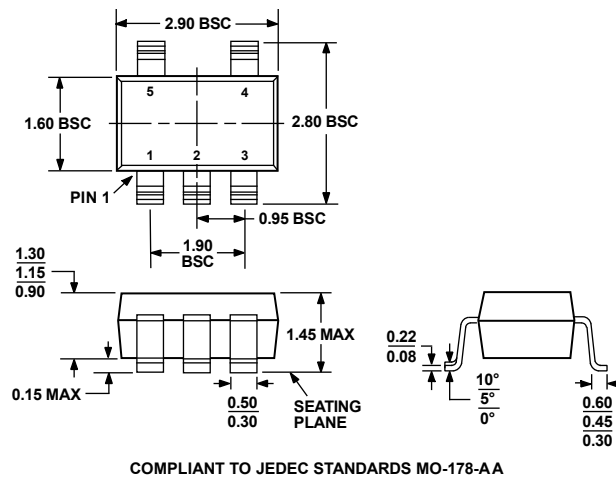 2.90 BSC
5 4
1.60 BSC
2.80 BSC
1 2 3
PIN 1
0.95 BSC
1.90
BSC
1.30
1.15
0.90
1.45 MAX
0.15 MAX
0.50
0.30
SEATING
PLANE
0.22
0.08
10°
5°
0°
0.60
0.45
0.30
COMPLIANT TO JEDEC STANDARDS MO-178-AA